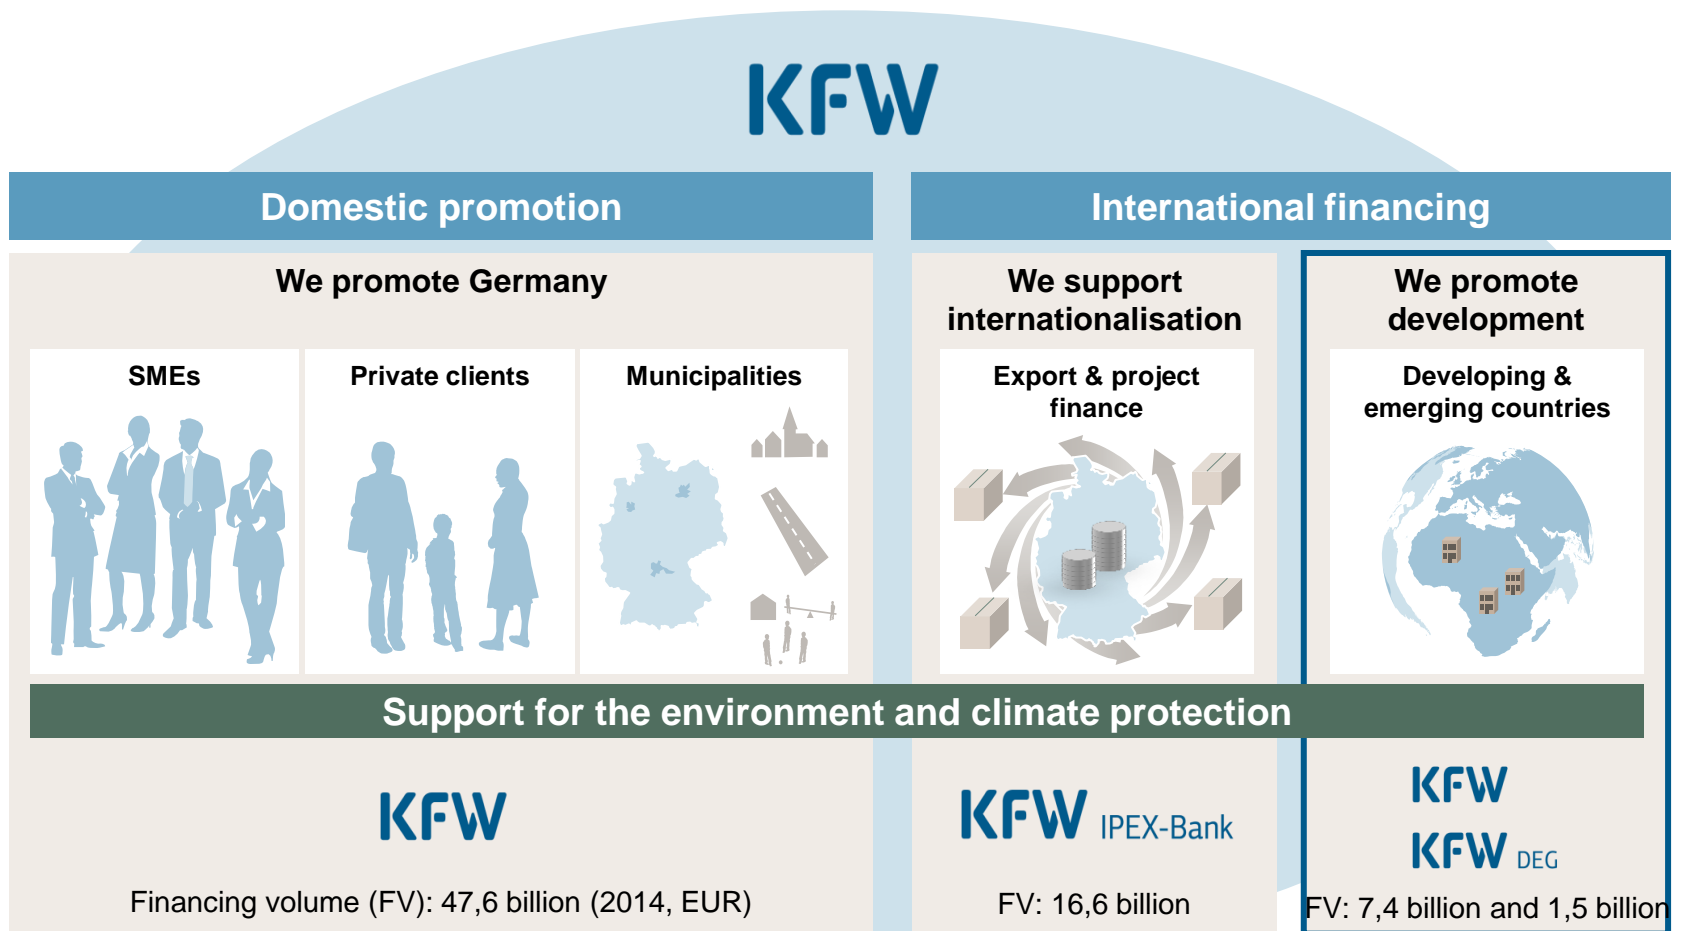 KFW
Domestic promotion
International financing
We promote Germany
SMEs
Private clients
Municipalities
We support
internationalisation
Export & project
finance
We promote
development
Developing &
emerging countries
Support for the environment and climate protection
KFW
Financing volume (FV): 47,6 billion (2014, EUR)
KFW IPEX-Bank
FV: 16,6 billion
KFW
KFW DEG
FV: 7,4 billion and 1,5 billion